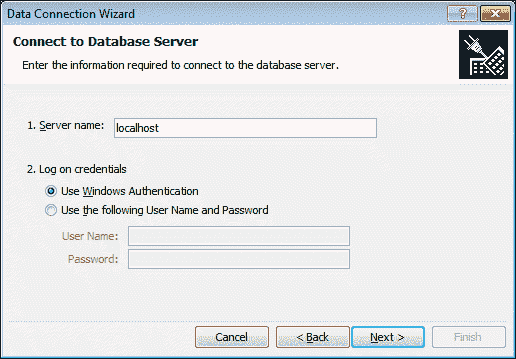 Data Connection Wizard
Connect to Database Server
Enter the information required to connect to the database server.
1. Server name: localhost
2. Log on credentials
Use Windows Authentication
Use the following User Name and Password
User Name:
Password:
Cancel < Back Next > Finish